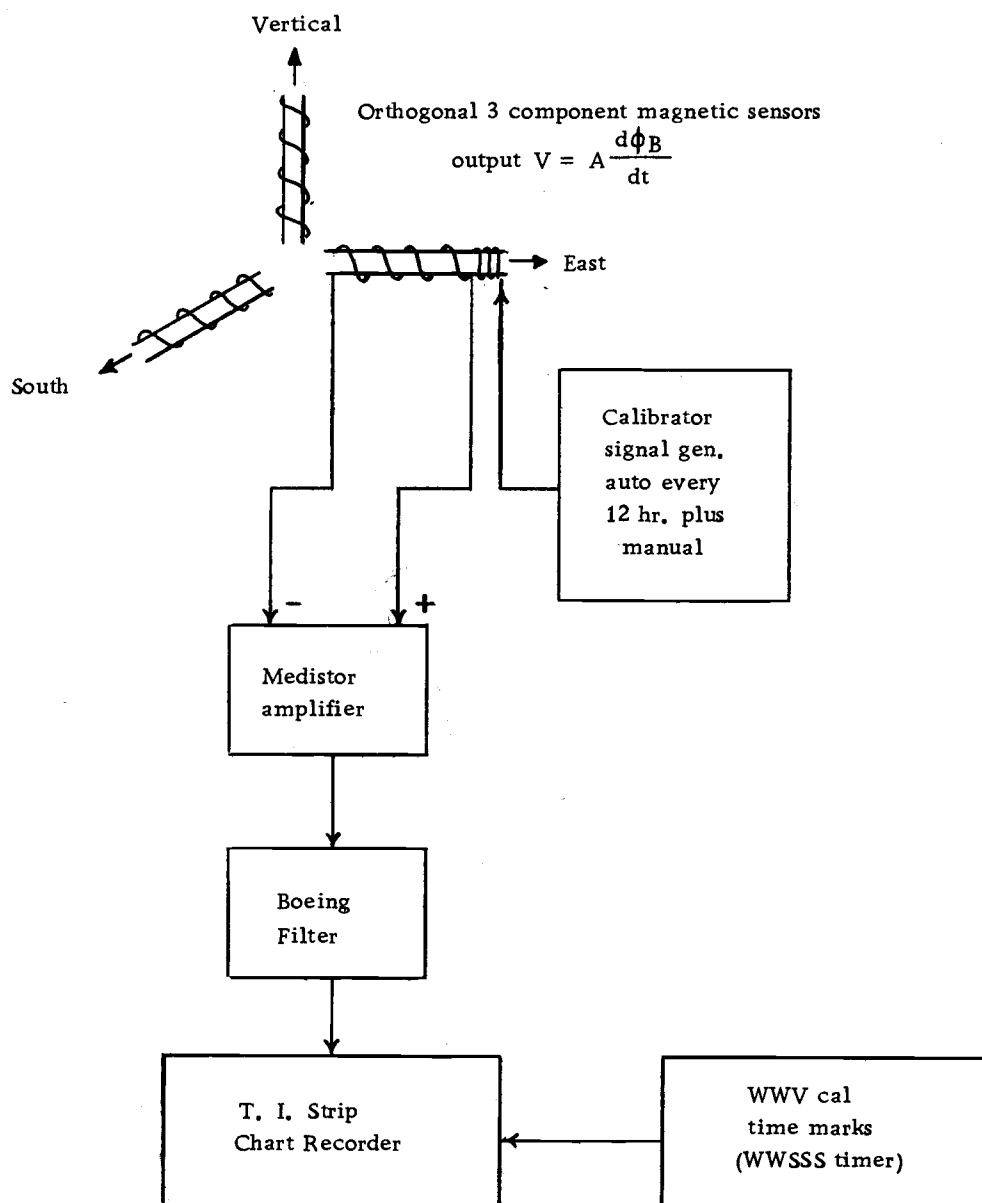 Vertical
Orthogonal 3 component magnetic sensors
output V = A dϕB/dt
East
South
Calibrator
signal gen.
auto every
12 hr. plus
manual
- +
Medistor
amplifier
Boeing
Filter
T. I. Strip
Chart Recorder
WWV cal
time marks
(WWSSS timer)